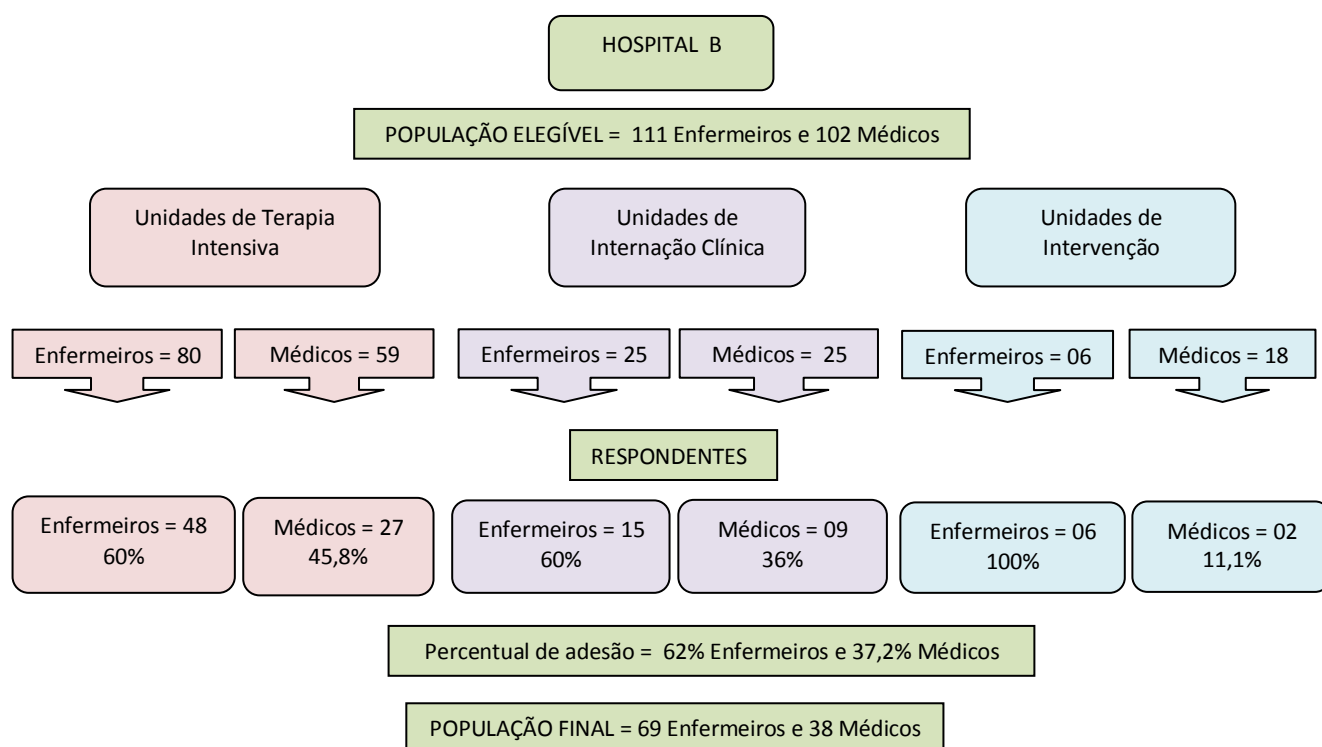 HOSPITAL B
POPULAÇÃO ELEGÍVEL = 111 Enfermeiros e 102 Médicos
Unidades de Terapia
Intensiva
Unidades de
Internação Clínica
Unidades de
Intervenção
Enfermeiros = 80
Médicos = 59
Enfermeiros = 25
Médicos = 25
Enfermeiros = 06
Médicos = 18
RESPONDENTES
Enfermeiros = 48
60%
Médicos = 27
45,8%
Enfermeiros = 15
60%
Médicos = 09
36%
Enfermeiros = 06
100%
Médicos = 02
11,1%
Percentual de adesão = 62% Enfermeiros e 37,2% Médicos
POPULAÇÃO FINAL = 69 Enfermeiros e 38 Médicos